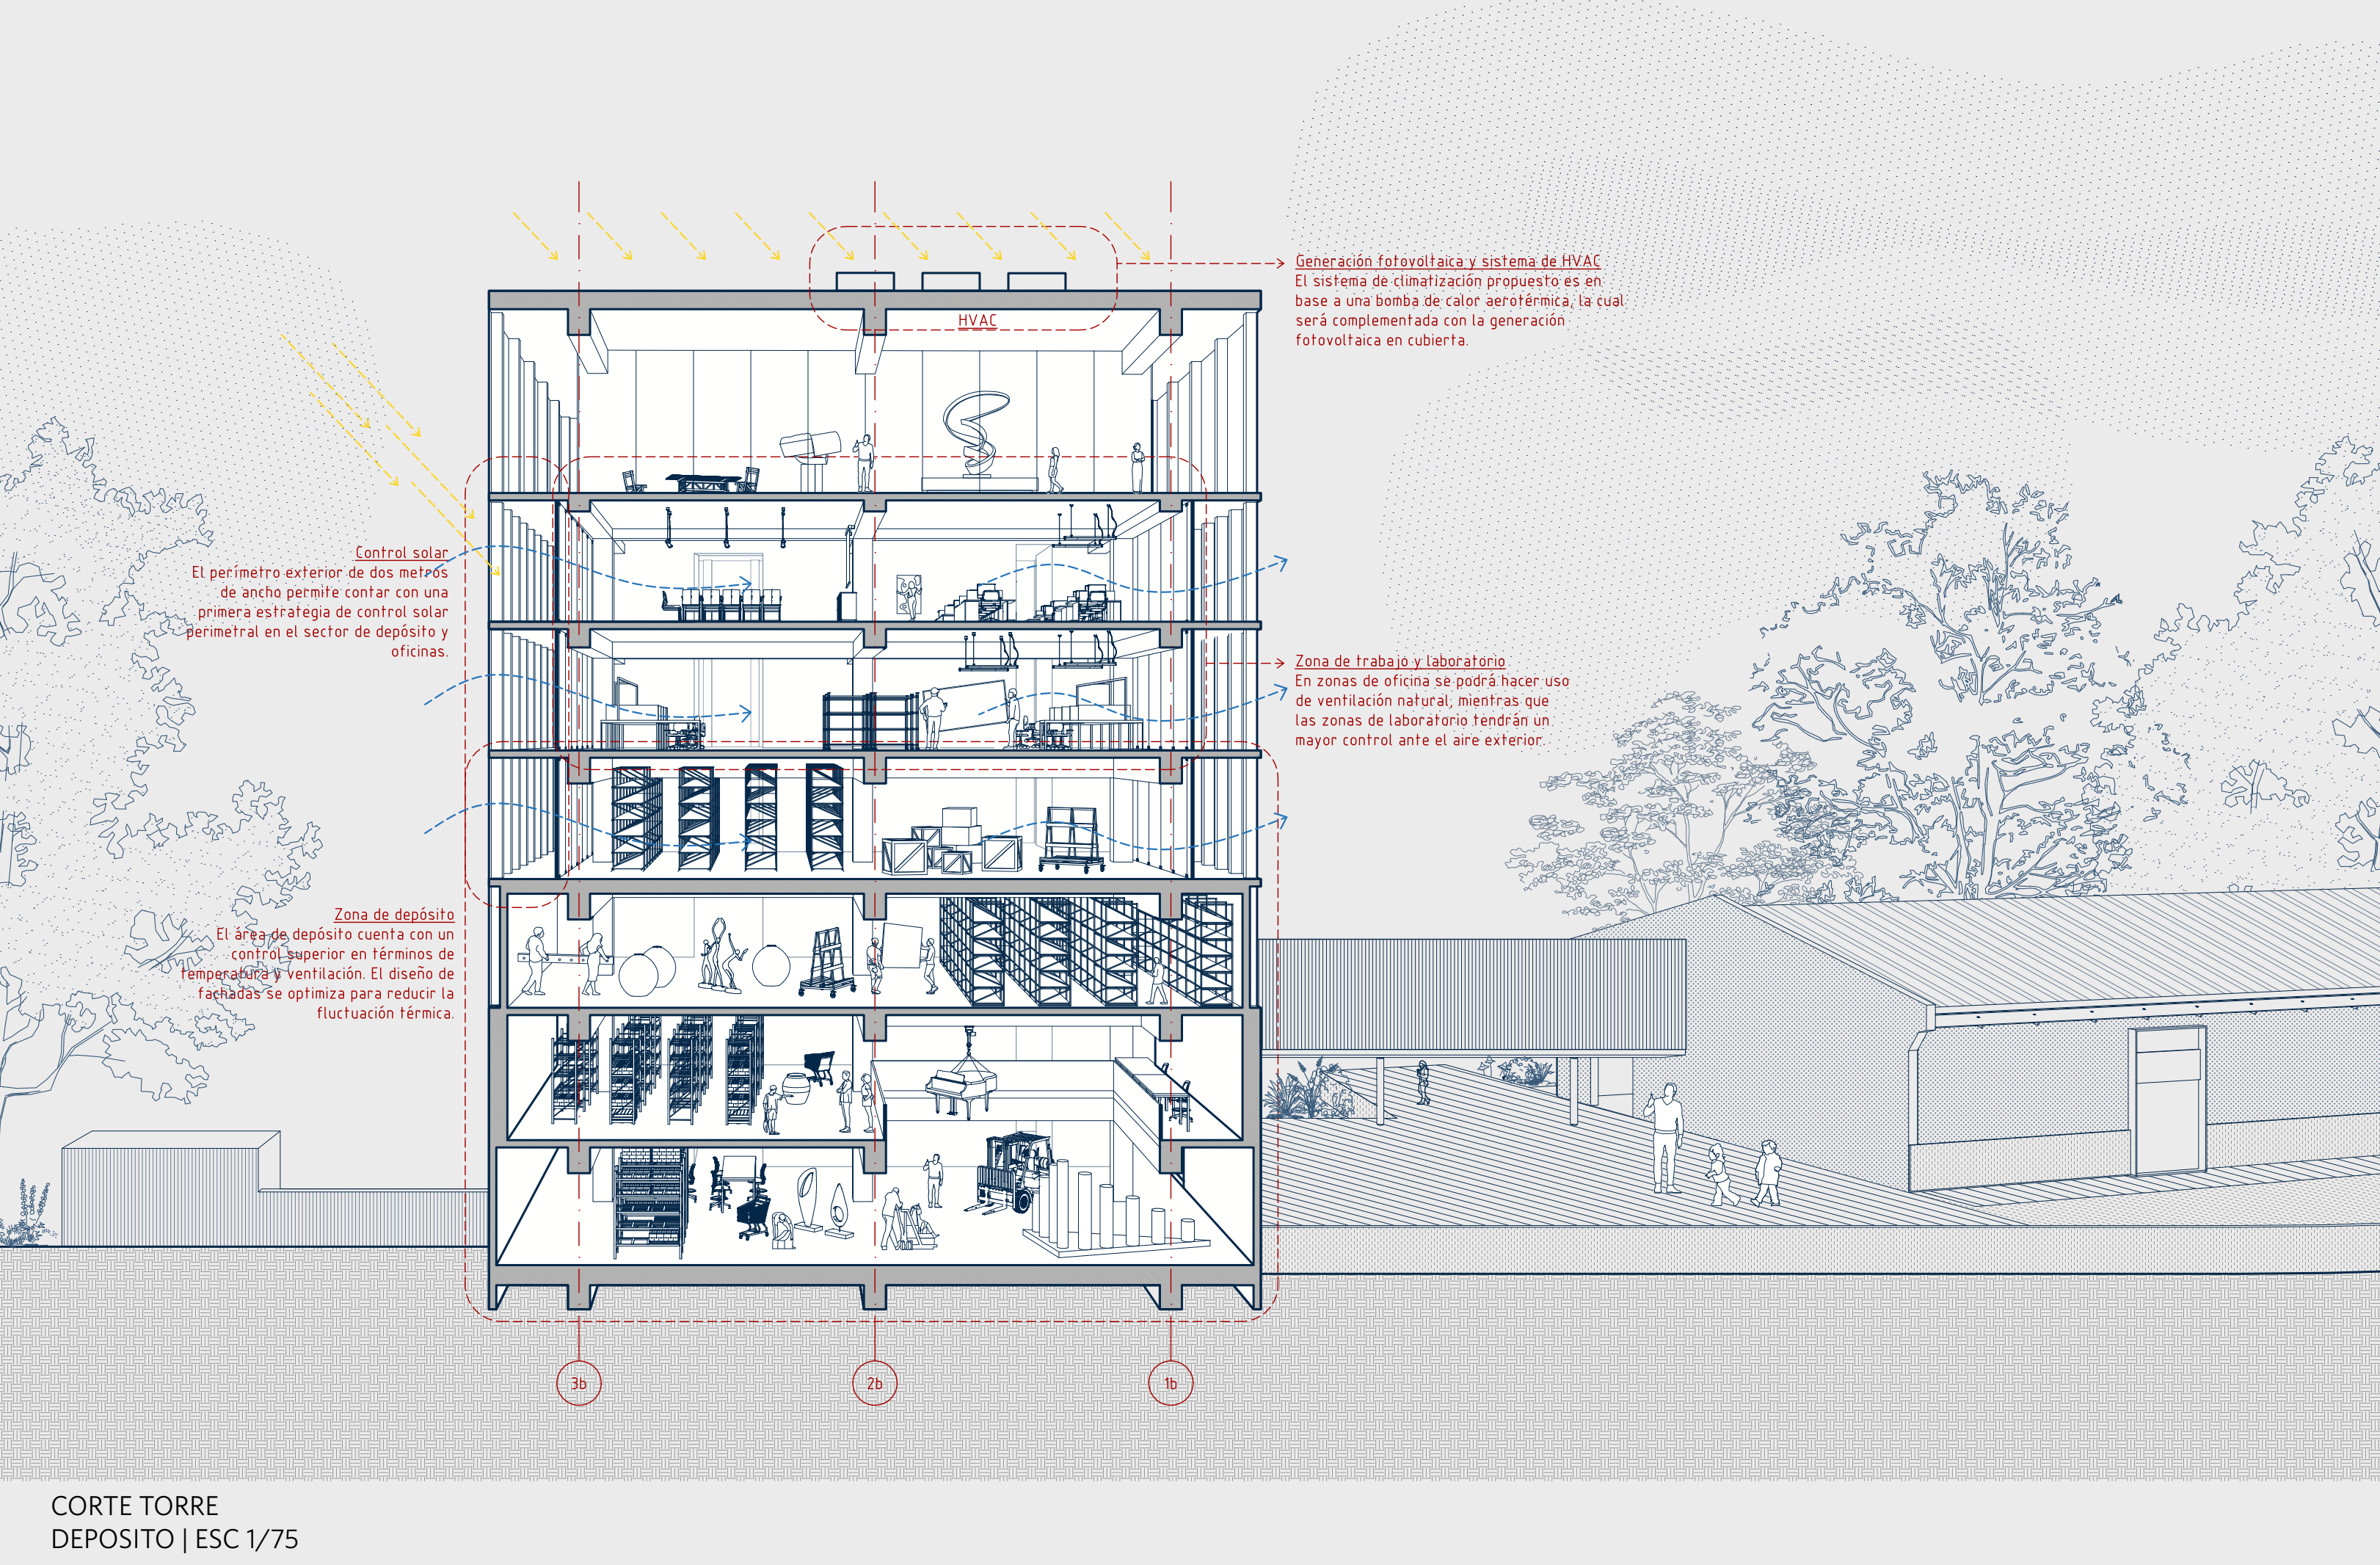 Generación fotovoltaica y sistema de HVAC
El sistema de climatización propuesto es en
base a una bomba de calor aerotérmica, la cual
será complementada con la generación
fotovoltaica en cubierta.
HVAC
Control solar
El perímetro exterior de dos metros
de ancho permite contar con una
primera estrategia de control solar
perimetral en el sector de depósito y
oficinas.
Zona de trabajo y laboratorio
En zonas de oficina se podrá hacer uso
de ventilación natural, mientras que
las zonas de laboratorio tendrán un
mayor control ante el aire exterior.
Zona de depósito
El área de depósito cuenta con un
control superior en términos de
temperatura y ventilación. El diseño de
fachadas se optimiza para reducir la
fluctuación térmica.
3b
2b
1b
CORTE TORRE
DEPOSITO | ESC 1/75